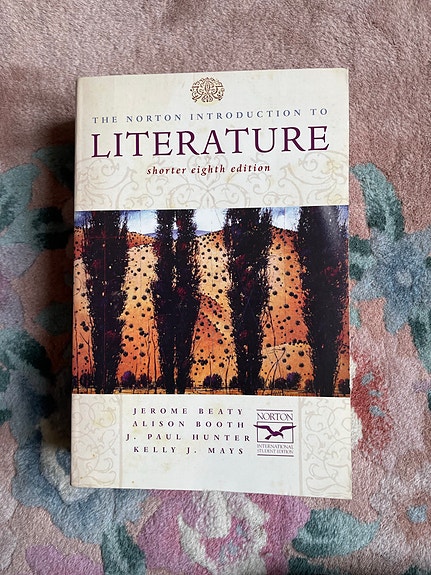 THE NORTON INTRODUCTION TO
LITERATURE
shorter eighth edition
JEROME BEATY
ALISON BOOTH
J. PAUL HUNTER
KELLY J. MAYS
NORTON
INTERNATIONAL
STUDENT EDITION